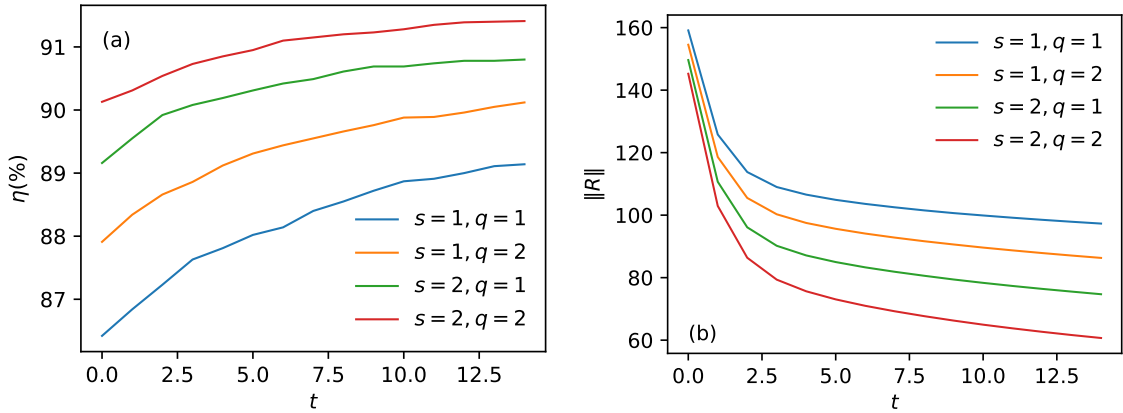 (a)
η(%)
91
90
89
88
87
s = 1, q = 1
s = 1, q = 2
s = 2, q = 1
s = 2, q = 2
0.0 2.5 5.0 7.5 10.0 12.5
t
(b)
‖R‖
160
140
120
100
80
60
s = 1, q = 1
s = 1, q = 2
s = 2, q = 1
s = 2, q = 2
0.0 2.5 5.0 7.5 10.0 12.5
t